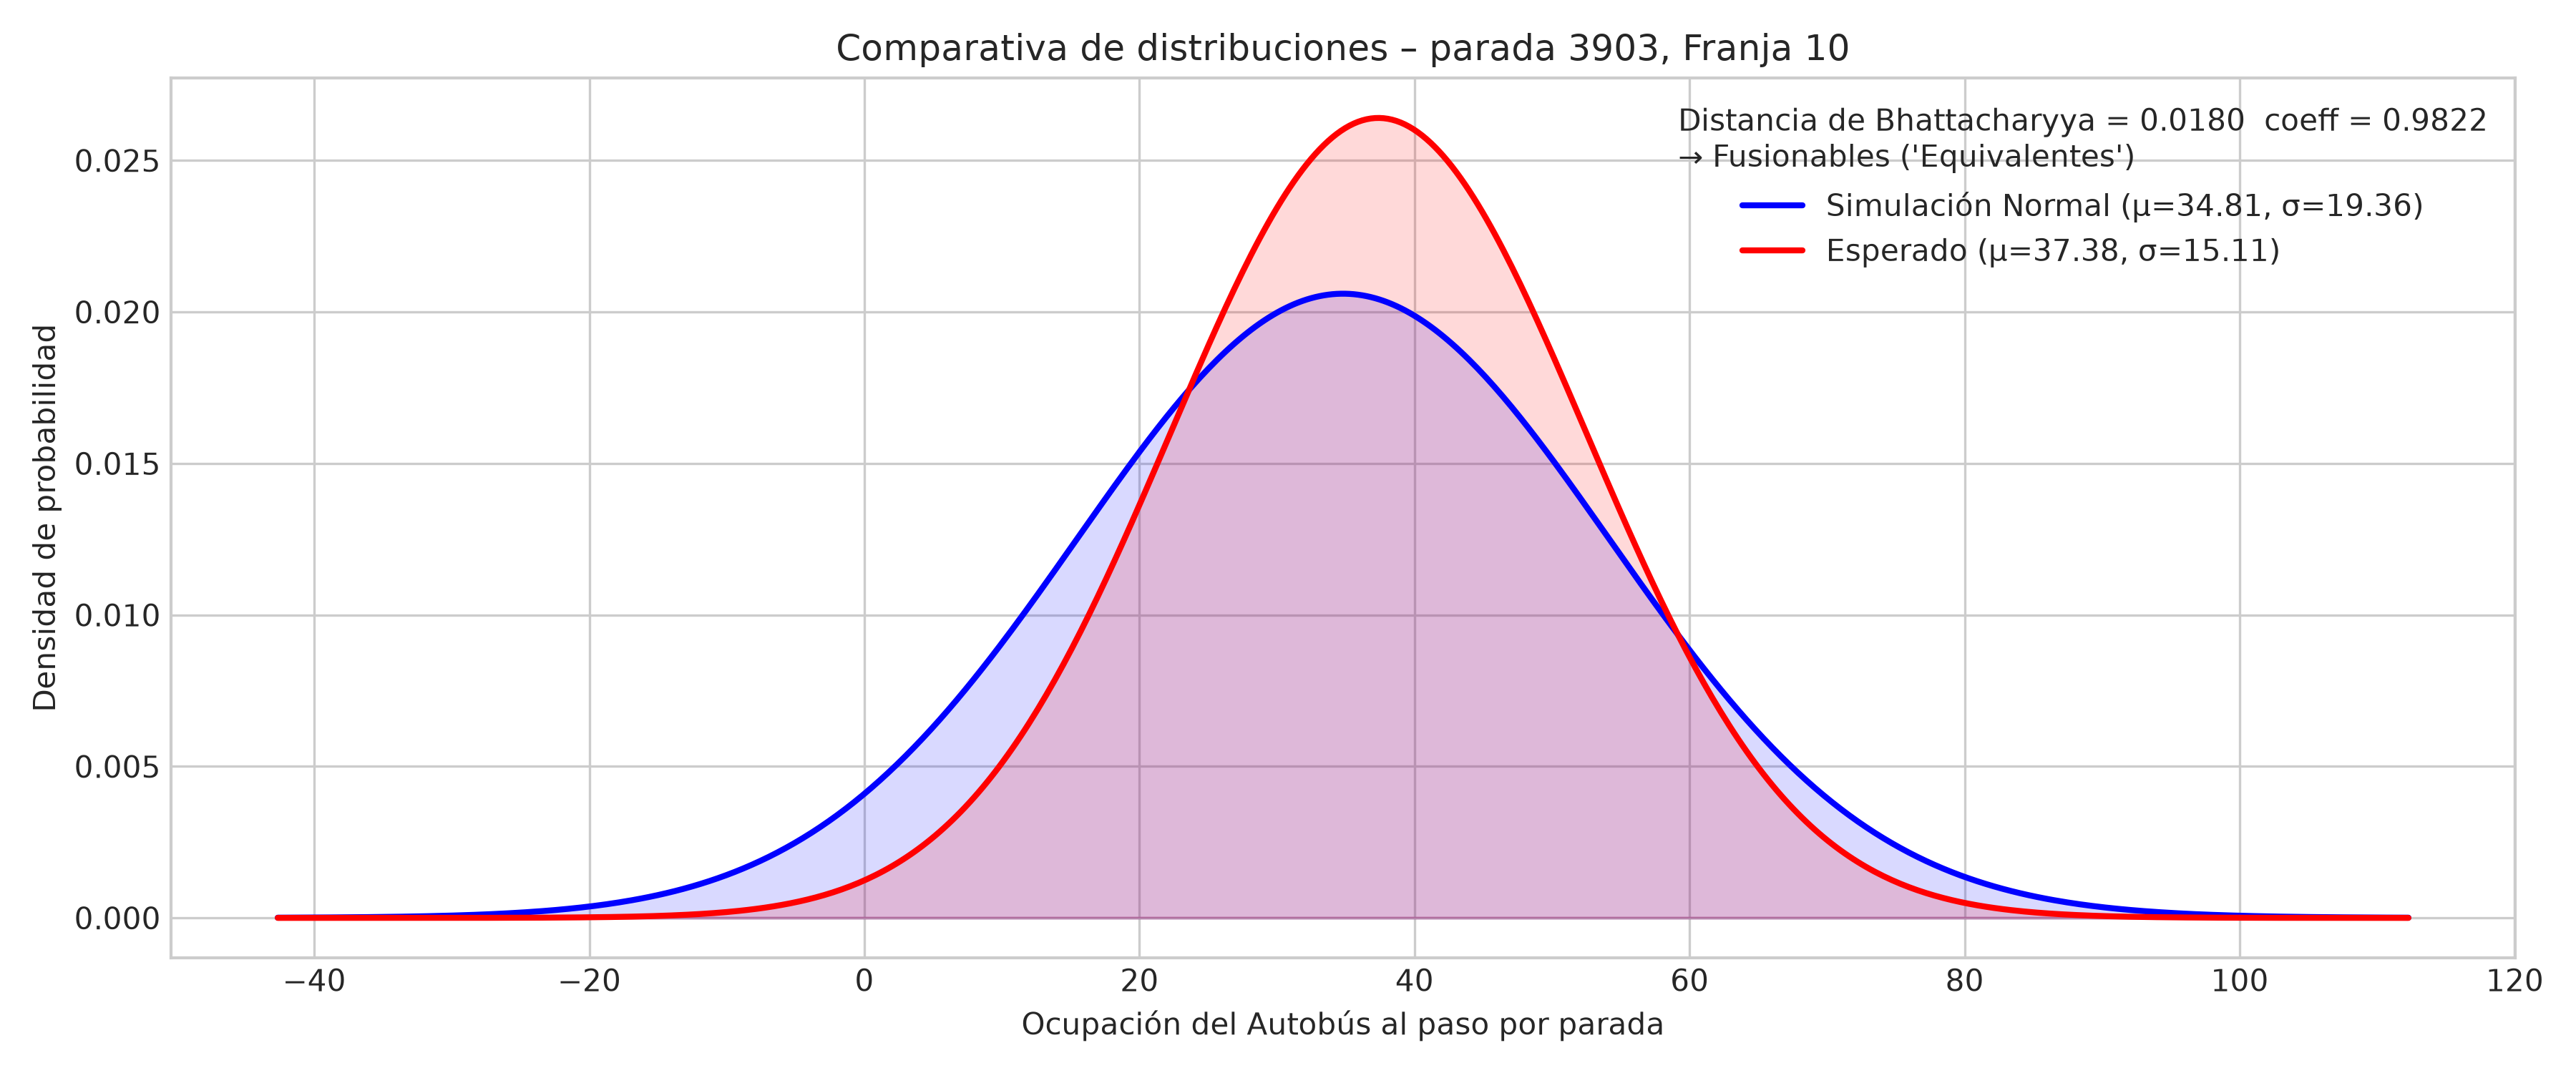 Comparativa de distribuciones – parada 3903, Franja 10
Distancia de Bhattacharyya = 0.0180  coeff = 0.9822
→ Fusionables ('Equivalentes')
Simulación Normal (μ=34.81, σ=19.36)
Esperado (μ=37.38, σ=15.11)
Densidad de probabilidad
0.025
0.020
0.015
0.010
0.005
0.000
−40 −20 0 20 40 60 80 100 120
Ocupación del Autobús al paso por parada